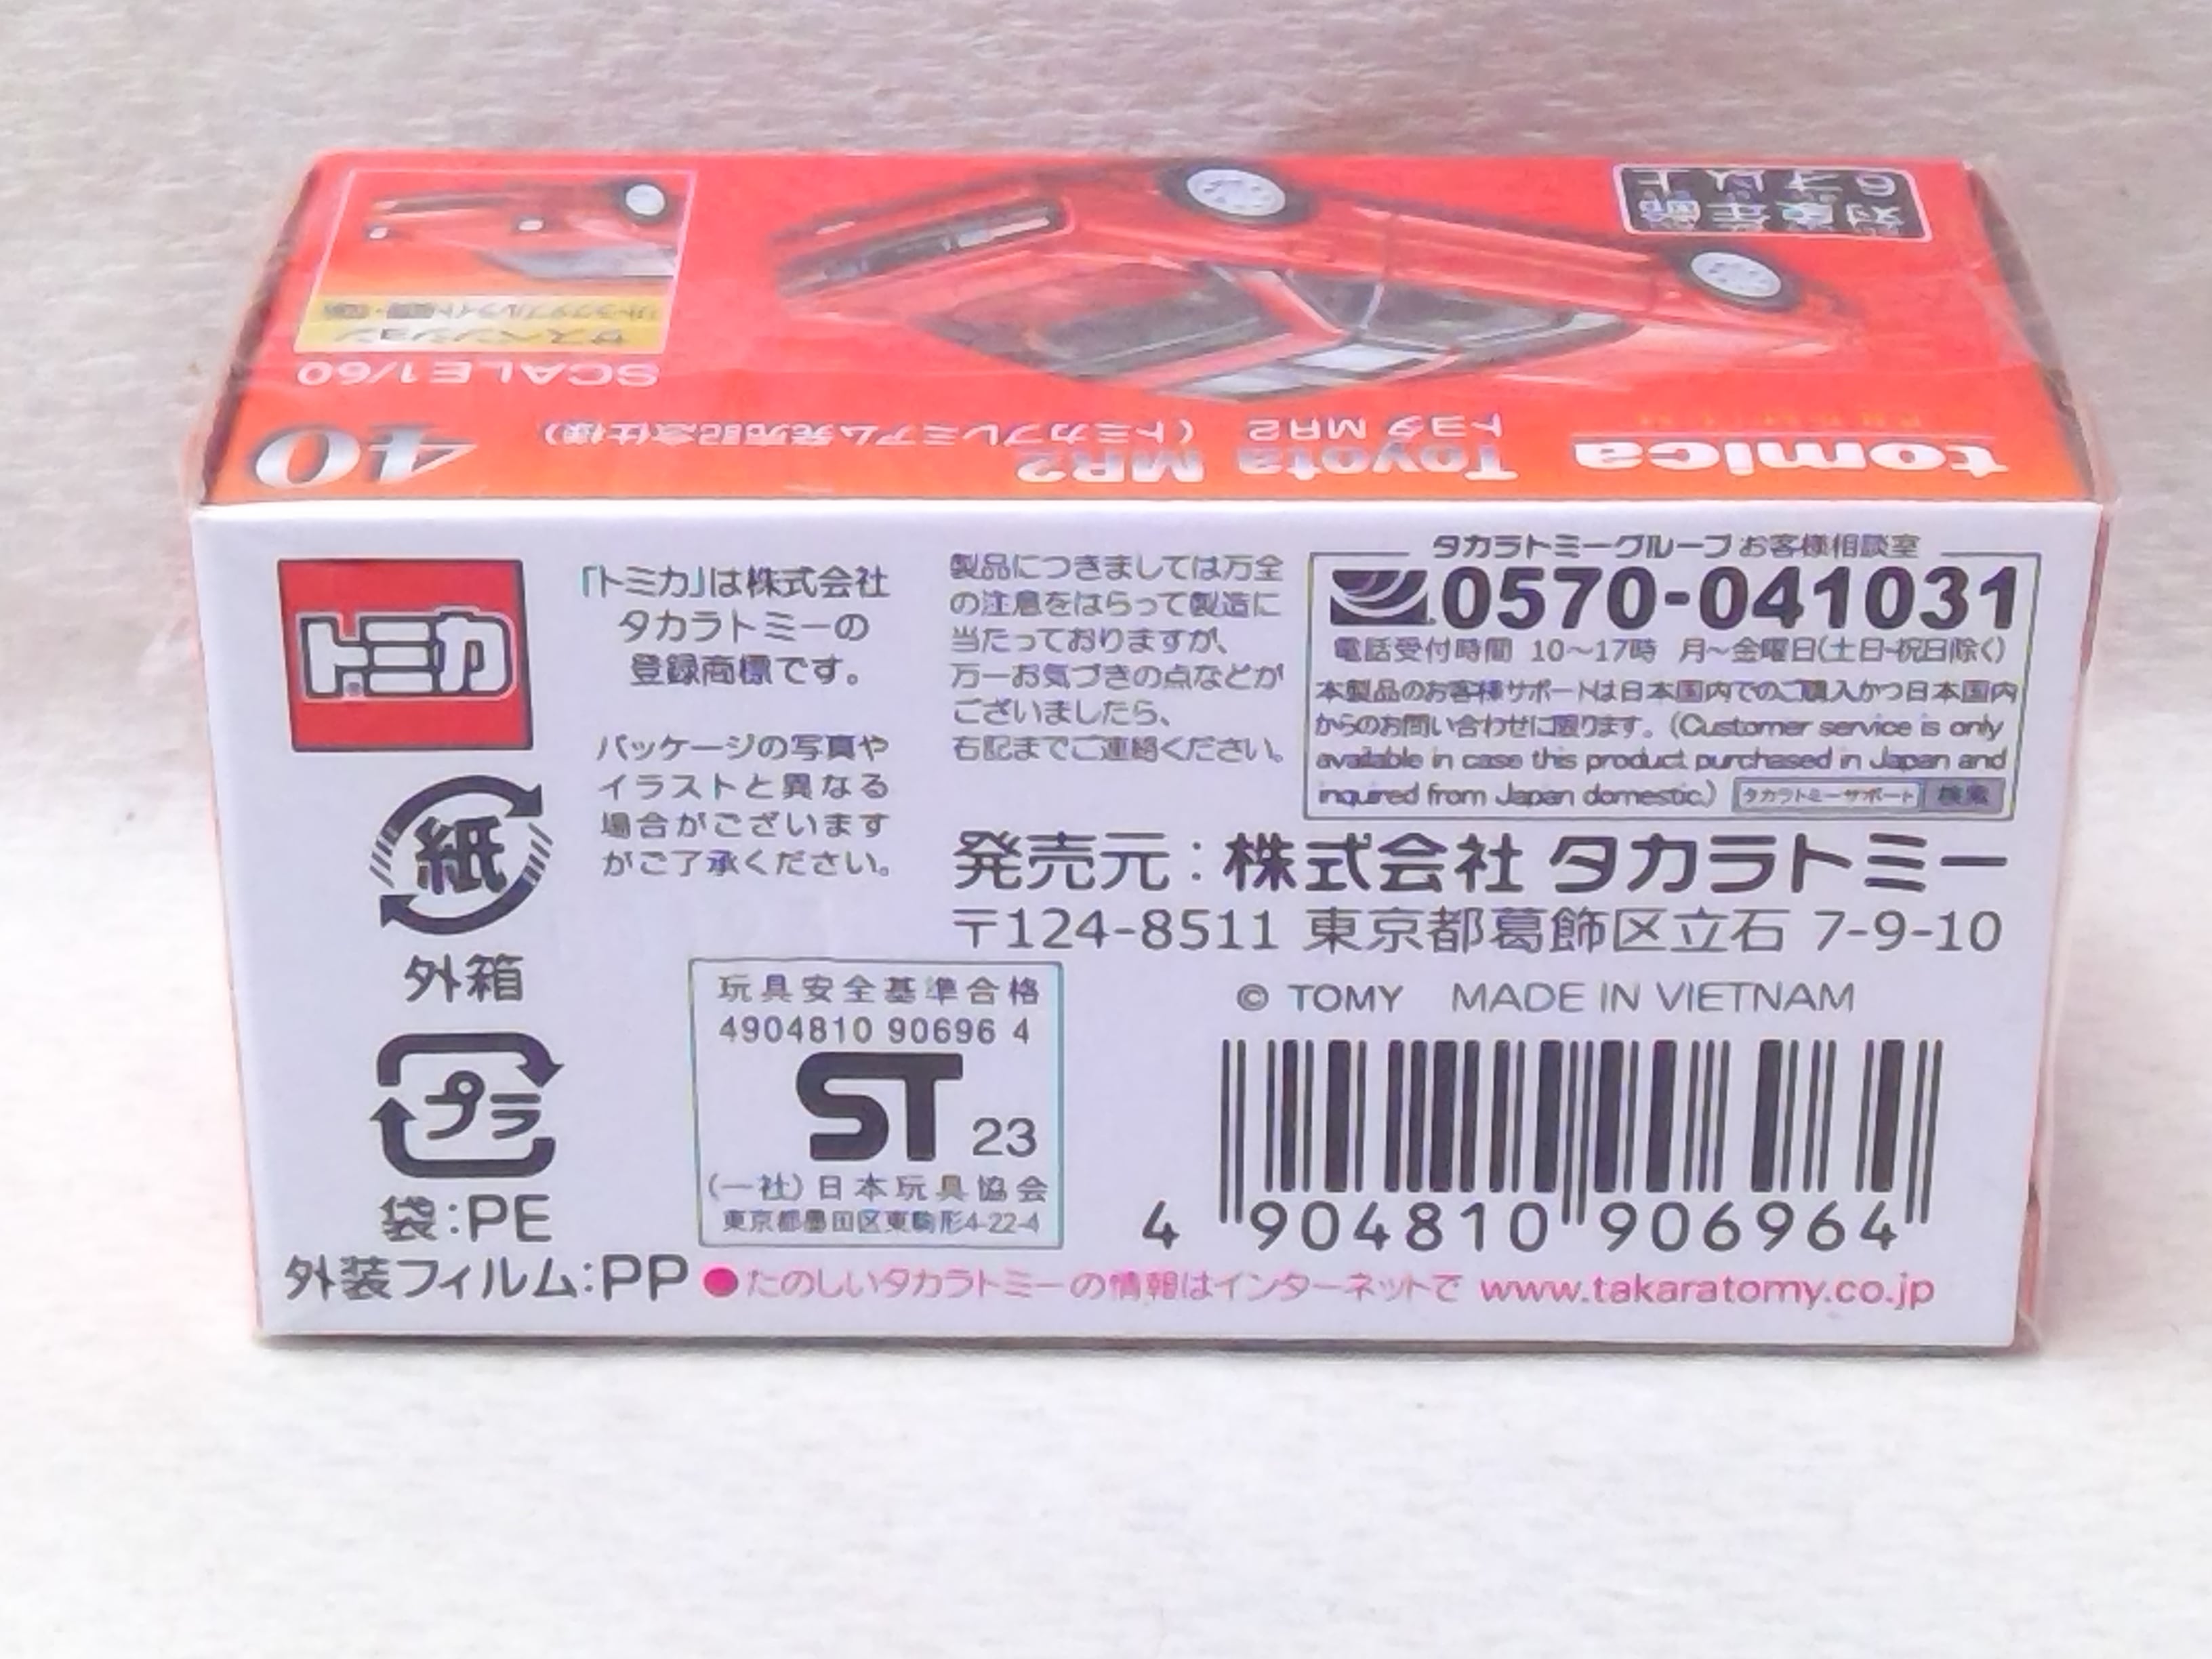 tomica
Toyota MR2
トヨタ MR2 (トミカプレミアム発売記念仕様)
40
SCALE 1/60
サスペンション
対象年齢
6才以上
トミカ
「トミカ」は株式会社
タカラトミーの
登録商標です。
パッケージの写真や
イラストと異なる
場合がございます
がご了承ください。
紙
外箱
プラ
袋:PE
外装フィルム:PP
製品につきましては万全
の注意をはらって製造に
当たっておりますが、
万一お気づきの点などが
ございましたら、
右記までご連絡ください。
タカラトミーグループ お客様相談室
0570-041031
電話受付時間 10〜17時 月〜金曜日(土日・祝日除く)
本製品のお客様サポートは日本国内でのご購入かつ日本国内
からのお問い合わせに限ります。(Customer service is only
available in case this product purchased in Japan and
inquired from Japan domestic.) タカラトミーサポート 検索
発売元:株式会社 タカラトミー
〒124-8511 東京都葛飾区立石 7-9-10
© TOMY MADE IN VIETNAM
玩具安全基準合格
4904810 90696 4
ST 23
(一社)日本玩具協会
東京都墨田区東駒形4-22-4
4 904810 906964
●たのしいタカラトミーの情報はインターネットで www.takaratomy.co.jp